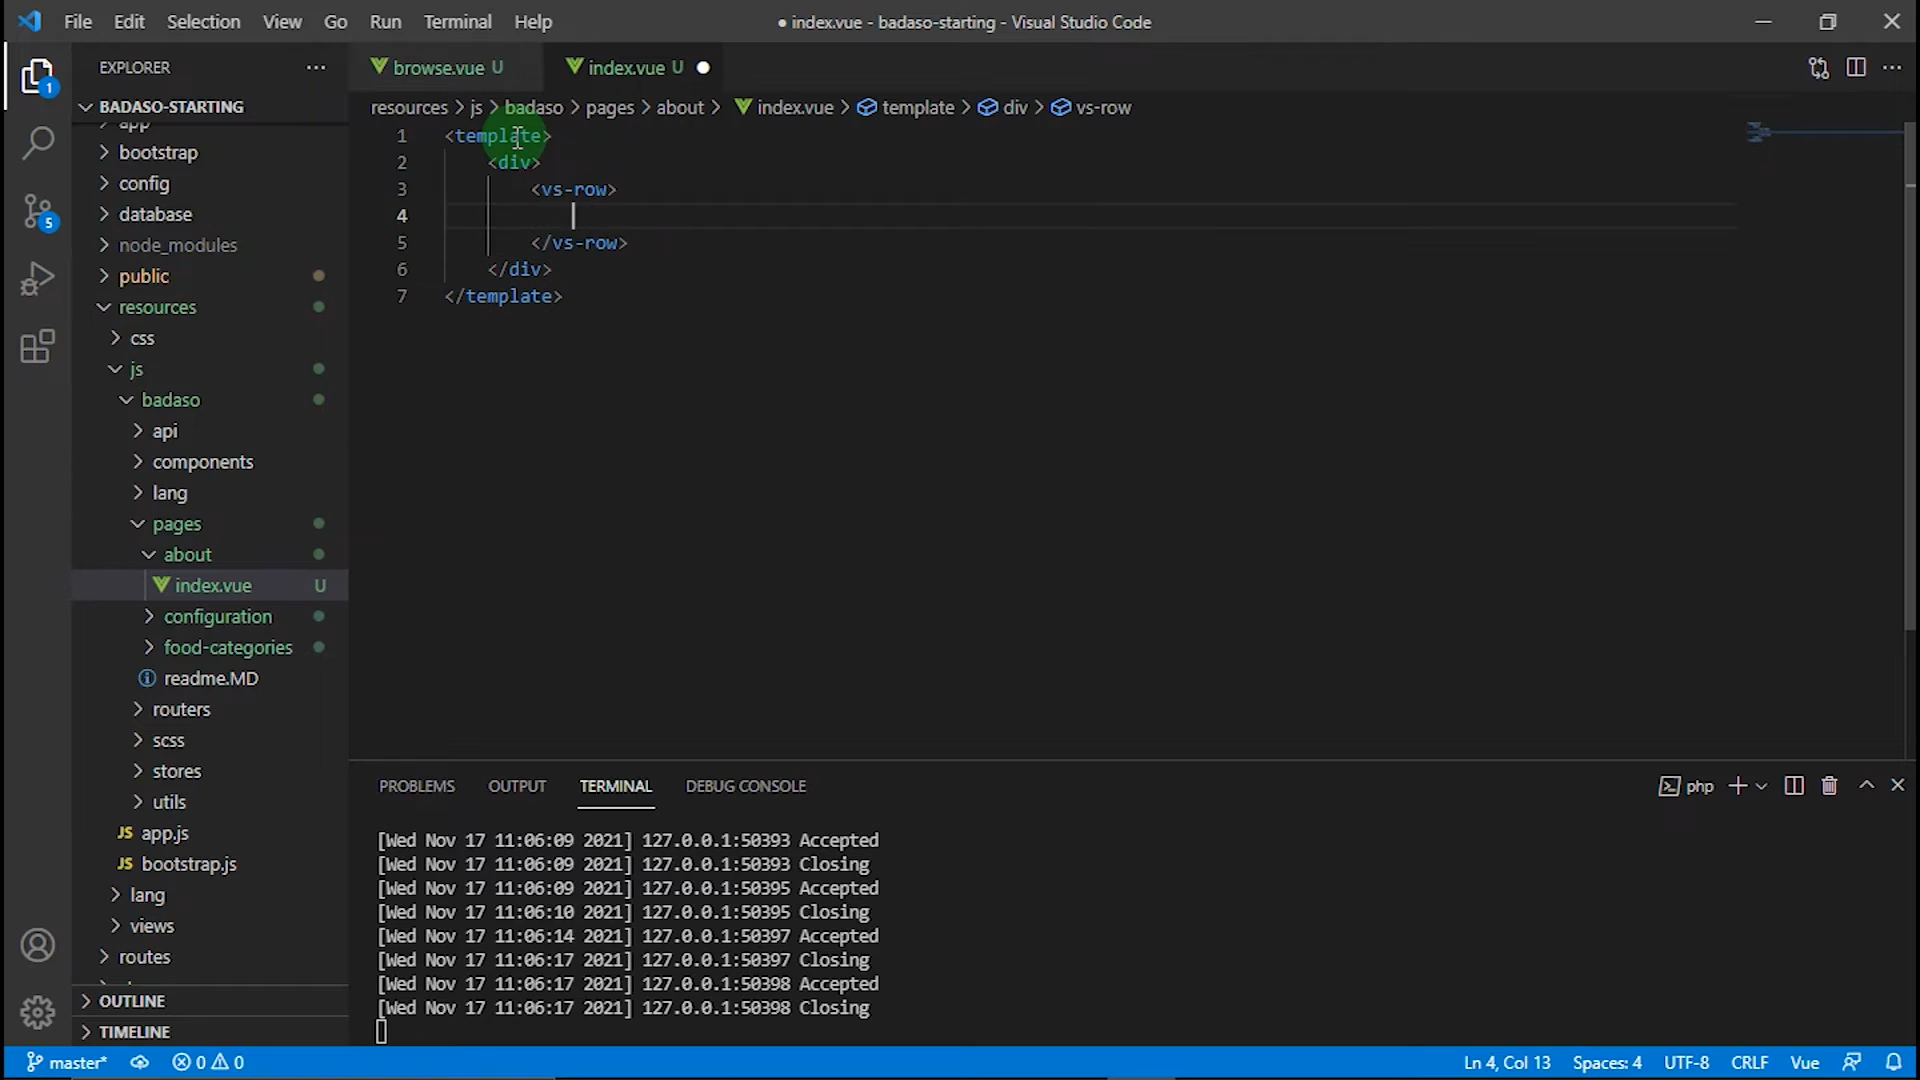 File Edit Selection View Go Run Terminal Help
● index.vue - badaso-starting - Visual Studio Code
EXPLORER
BADASO-STARTING
app
bootstrap
config
database
node_modules
public
resources
css
js
badaso
api
components
lang
pages
about
index.vue U
configuration
food-categories
readme.MD
routers
scss
stores
utils
JS app.js
JS bootstrap.js
lang
views
routes
OUTLINE
TIMELINE
1
5
browse.vue U
index.vue U
resources > js > badaso > pages > about > index.vue > template > div > vs-row
1 <template>
2 <div>
3 <vs-row>
4
5 </vs-row>
6 </div>
7 </template>
PROBLEMS OUTPUT TERMINAL DEBUG CONSOLE
php
[Wed Nov 17 11:06:09 2021] 127.0.0.1:50393 Accepted
[Wed Nov 17 11:06:09 2021] 127.0.0.1:50393 Closing
[Wed Nov 17 11:06:09 2021] 127.0.0.1:50395 Accepted
[Wed Nov 17 11:06:10 2021] 127.0.0.1:50395 Closing
[Wed Nov 17 11:06:14 2021] 127.0.0.1:50397 Accepted
[Wed Nov 17 11:06:17 2021] 127.0.0.1:50397 Closing
[Wed Nov 17 11:06:17 2021] 127.0.0.1:50398 Accepted
[Wed Nov 17 11:06:17 2021] 127.0.0.1:50398 Closing
master* 0 0
Ln 4, Col 13 Spaces: 4 UTF-8 CRLF Vue